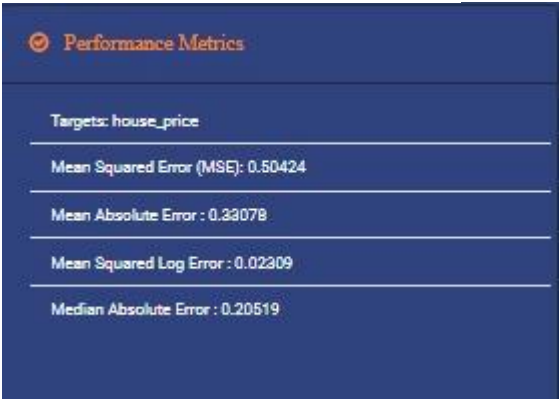 Performance Metrics
Targets: house_price
Mean Squared Error (MSE): 0.50424
Mean Absolute Error : 0.33078
Mean Squared Log Error : 0.02309
Median Absolute Error : 0.20519